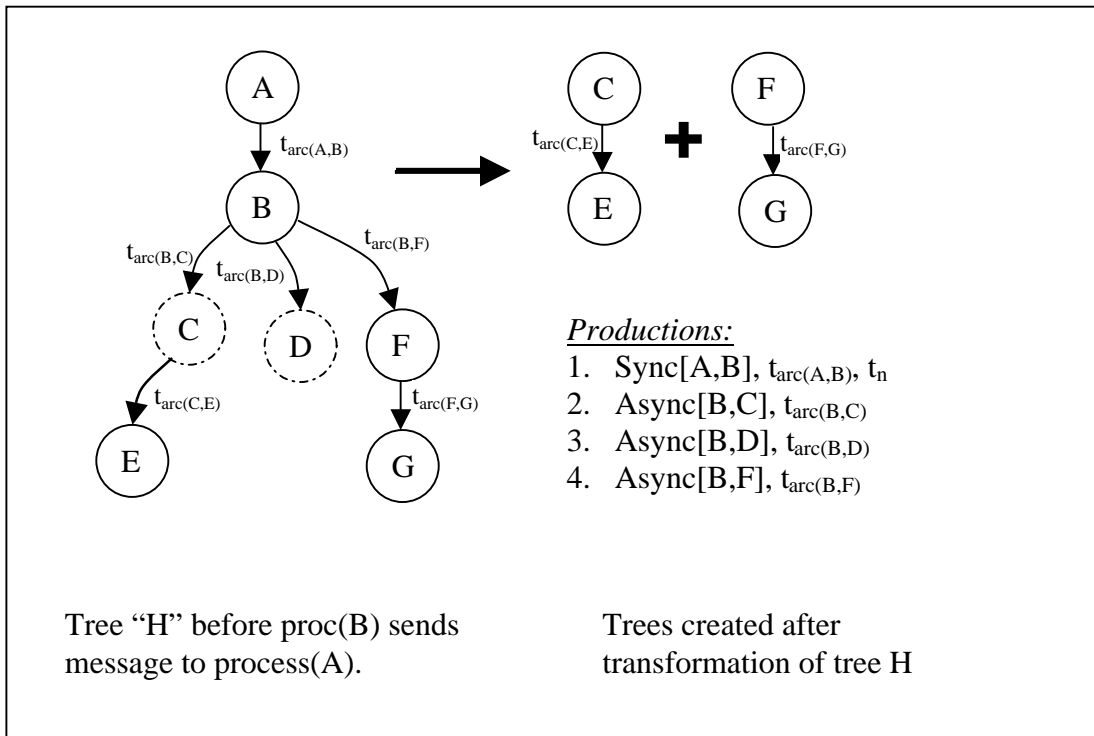 A
t_arc(A,B)
B
t_arc(B,C)
t_arc(B,D)
t_arc(B,F)
C
D
F
t_arc(C,E)
t_arc(F,G)
E
G
C
F
t_arc(C,E)
+
t_arc(F,G)
E
G
Productions:
1. Sync[A,B], t_arc(A,B), t_n
2. Async[B,C], t_arc(B,C)
3. Async[B,D], t_arc(B,D)
4. Async[B,F], t_arc(B,F)
Tree “H” before proc(B) sends
message to process(A).
Trees created after
transformation of tree H